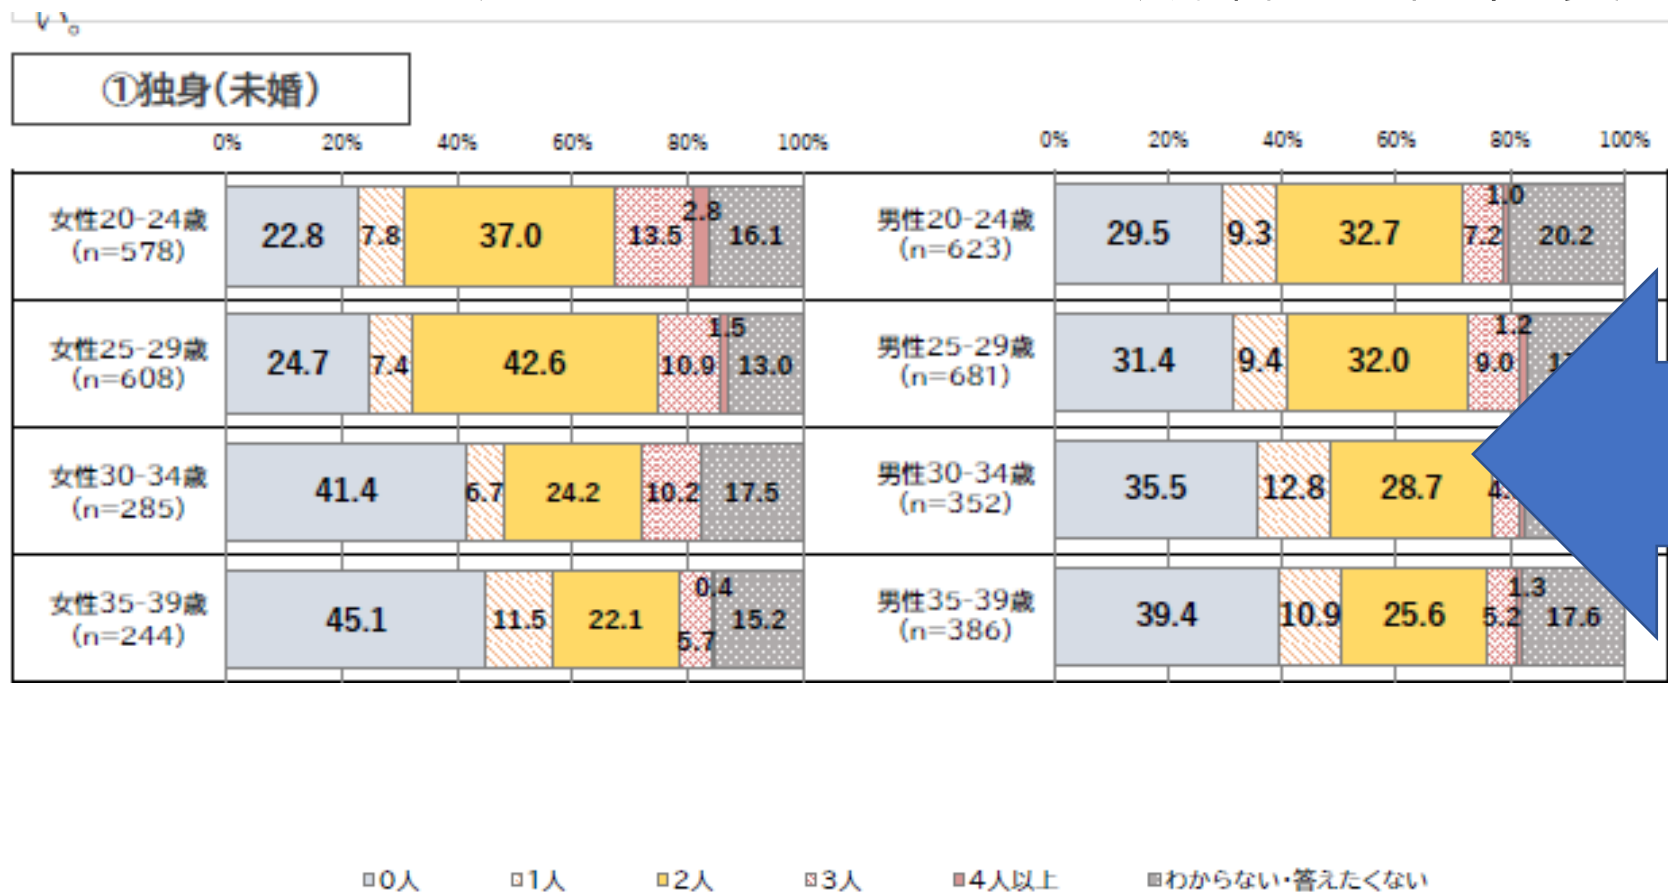 い。
①独身(未婚)
0% 20% 40% 60% 80% 100%
0% 20% 40% 60% 80% 100%
女性20-24歳
(n=578)
22.8 7.8 37.0 13.5 2.8 16.1
男性20-24歳
(n=623)
29.5 9.3 32.7 7.2 1.0 20.2
女性25-29歳
(n=608)
24.7 7.4 42.6 10.9 1.5 13.0
男性25-29歳
(n=681)
31.4 9.4 32.0 9.0 1.2
女性30-34歳
(n=285)
41.4 6.7 24.2 10.2 17.5
男性30-34歳
(n=352)
35.5 12.8 28.7
女性35-39歳
(n=244)
45.1 11.5 22.1 5.7 0.4 15.2
男性35-39歳
(n=386)
39.4 10.9 25.6 5.2 1.3 17.6
0人 1人 2人 3人 4人以上 わからない・答えたくない